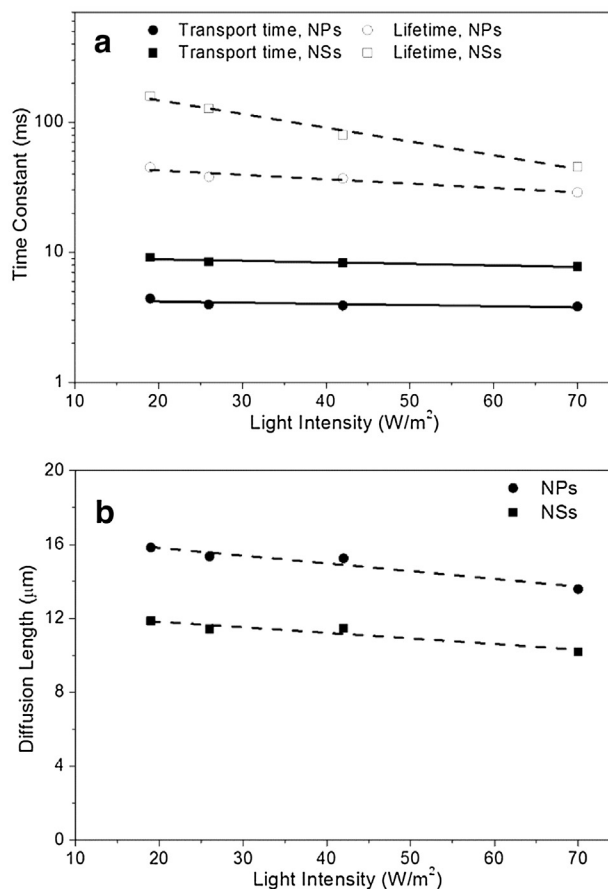 a
Transport time, NPs
Lifetime, NPs
Transport time, NSs
Lifetime, NSs
Time Constant (ms)
100
10
1
10 20 30 40 50 60 70
Light Intensity (W/m²)
b
NPs
NSs
Diffusion Length (µm)
20
16
12
8
4
0
10 20 30 40 50 60 70
Light Intensity (W/m²)